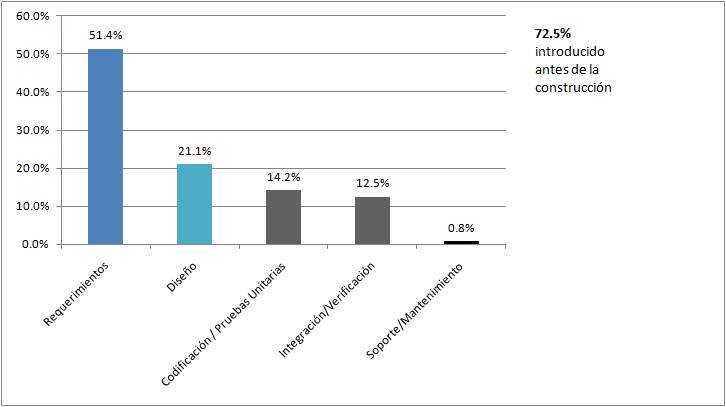 60.0%
50.0%
40.0%
30.0%
20.0%
10.0%
0.0%
51.4%
21.1%
14.2%
12.5%
0.8%
Requerimientos
Diseño
Codificación / Pruebas Unitarias
Integración/Verificación
Soporte/Mantenimiento
72.5%
introducido
antes de la
construcción